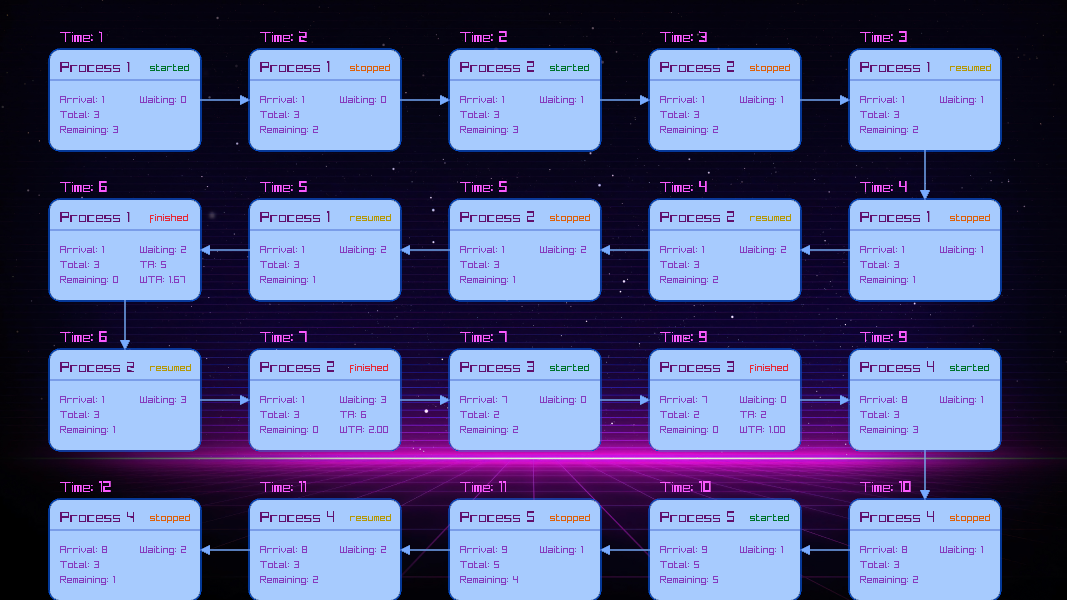 Time: 1
Process 1 started
Arrival: 1 Waiting: 0
Total: 3
Remaining: 3
Time: 2
Process 1 stopped
Arrival: 1 Waiting: 0
Total: 3
Remaining: 2
Time: 2
Process 2 started
Arrival: 1 Waiting: 1
Total: 3
Remaining: 3
Time: 3
Process 2 stopped
Arrival: 1 Waiting: 1
Total: 3
Remaining: 2
Time: 3
Process 1 resumed
Arrival: 1 Waiting: 1
Total: 3
Remaining: 2
Time: 6
Process 1 finished
Arrival: 1 Waiting: 2
Total: 3 TA: 5
Remaining: 0 WTA: 1.67
Time: 5
Process 1 resumed
Arrival: 1 Waiting: 2
Total: 3
Remaining: 1
Time: 5
Process 2 stopped
Arrival: 1 Waiting: 2
Total: 3
Remaining: 1
Time: 4
Process 2 resumed
Arrival: 1 Waiting: 2
Total: 3
Remaining: 2
Time: 4
Process 1 stopped
Arrival: 1 Waiting: 1
Total: 3
Remaining: 1
Time: 6
Process 2 resumed
Arrival: 1 Waiting: 3
Total: 3
Remaining: 1
Time: 7
Process 2 finished
Arrival: 1 Waiting: 3
Total: 3 TA: 6
Remaining: 0 WTA: 2.00
Time: 7
Process 3 started
Arrival: 7 Waiting: 0
Total: 2
Remaining: 2
Time: 9
Process 3 finished
Arrival: 7 Waiting: 0
Total: 2 TA: 2
Remaining: 0 WTA: 1.00
Time: 9
Process 4 started
Arrival: 8 Waiting: 1
Total: 3
Remaining: 3
Time: 12
Process 4 stopped
Arrival: 8 Waiting: 2
Total: 3
Remaining: 1
Time: 11
Process 4 resumed
Arrival: 8 Waiting: 2
Total: 3
Remaining: 2
Time: 11
Process 5 stopped
Arrival: 9 Waiting: 1
Total: 5
Remaining: 4
Time: 10
Process 5 started
Arrival: 9 Waiting: 1
Total: 5
Remaining: 5
Time: 10
Process 4 stopped
Arrival: 8 Waiting: 1
Total: 3
Remaining: 2